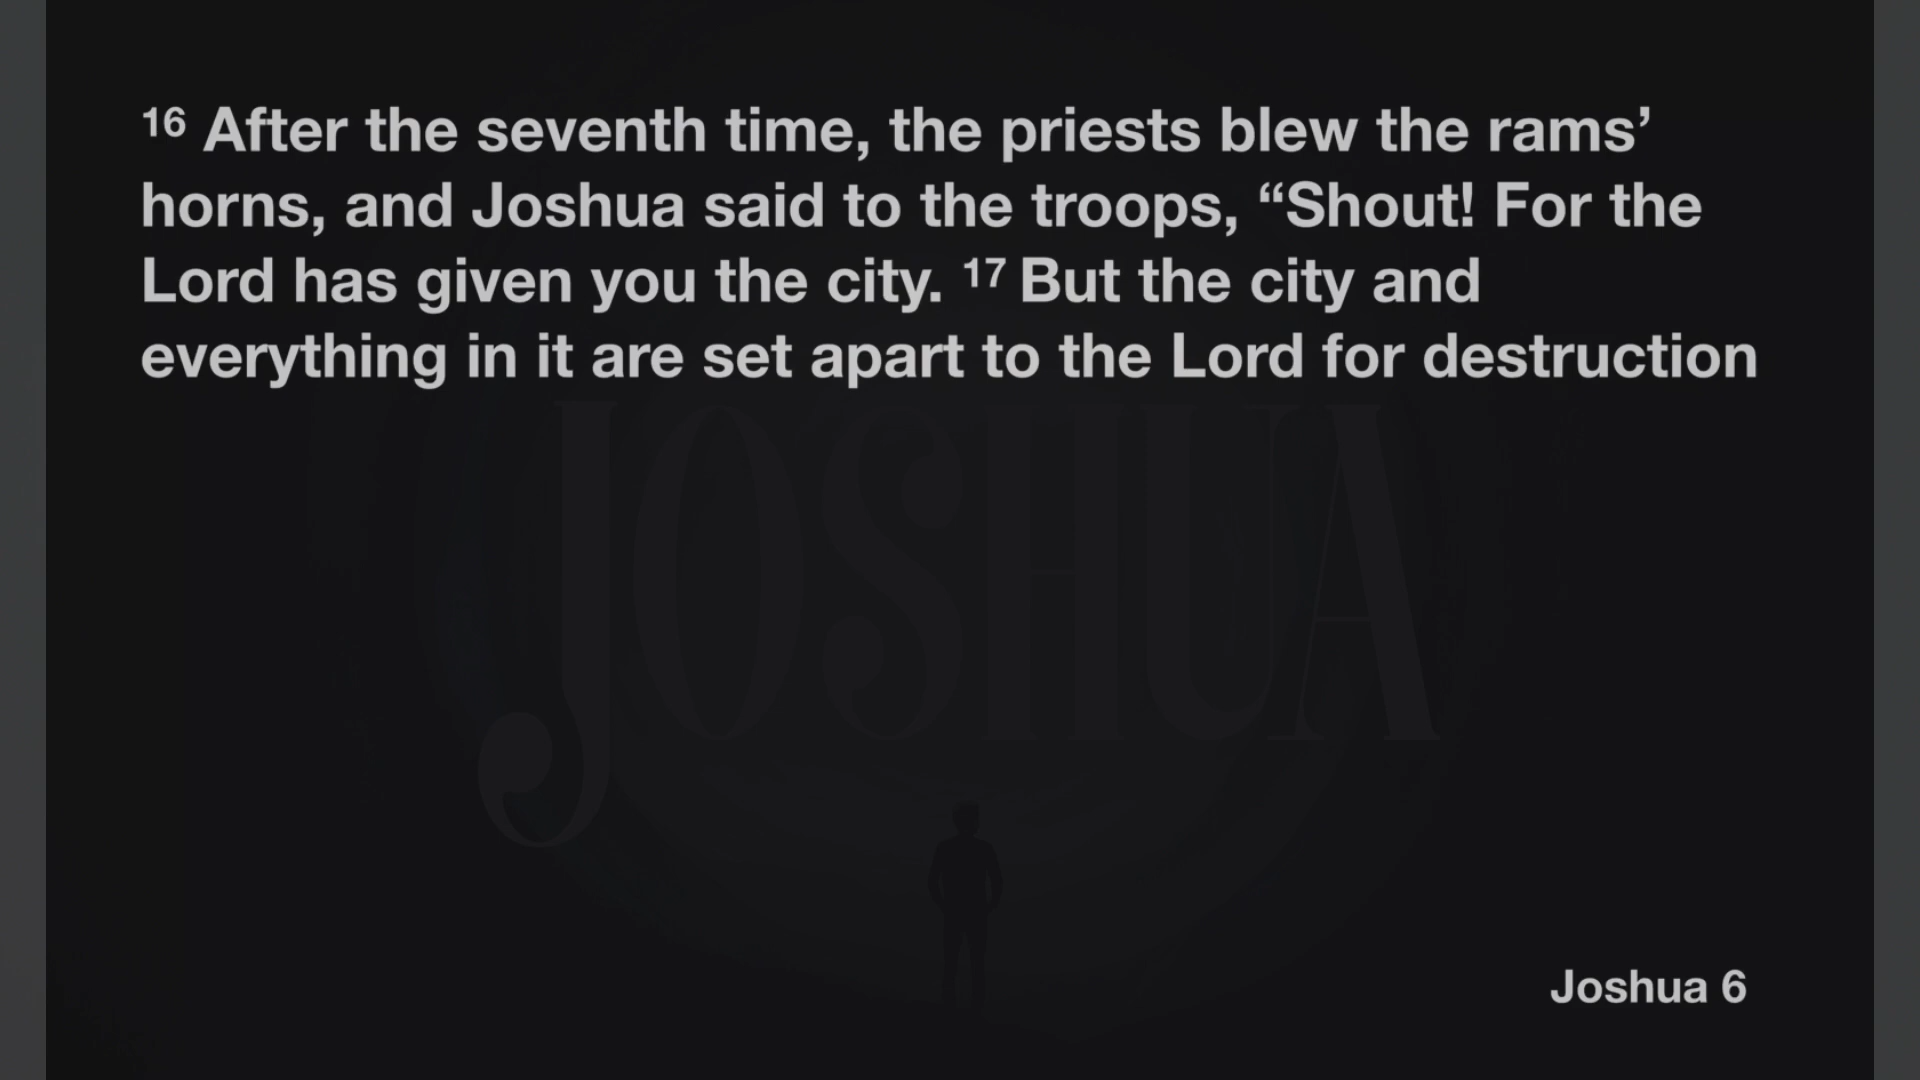 16 After the seventh time, the priests blew the rams’
horns, and Joshua said to the troops, “Shout! For the
Lord has given you the city. 17 But the city and
everything in it are set apart to the Lord for destruction
JOSHUA
Joshua 6